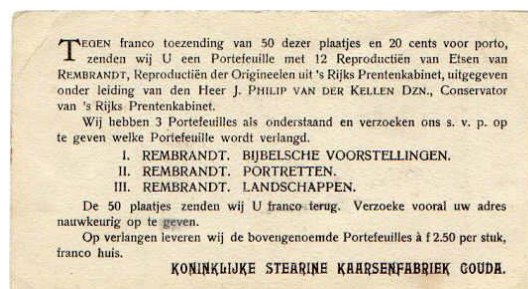 TEGEN franco toezending van 50 dezer plaatjes en 20 cents voor porto,
zenden wij U een Portefeuille met 12 Reproductiën van Etsen van
REMBRANDT, Reproductiën der Origineelen uit 's Rijks Prentenkabinet, uitgegeven
onder leiding van den Heer J. PHILIP VAN DER KELLEN DZN., Conservator
van 's Rijks Prentenkabinet.
Wij hebben 3 Portefeuilles als onderstaand en verzoeken ons s. v. p. op
te geven welke Portefeuille wordt verlangd.
I. REMBRANDT. BIJBELSCHE VOORSTELLINGEN.
II. REMBRANDT. PORTRETTEN.
III. REMBRANDT. LANDSCHAPPEN.
De 50 plaatjes zenden wij U franco terug. Verzoeke vooral uw adres
nauwkeurig op te geven.
Op verlangen leveren wij de bovengenoemde Portefeuilles à f 2.50 per stuk,
franco huis.
KONINKLIJKE STEARINE KAARSENFABRIEK GOUDA.